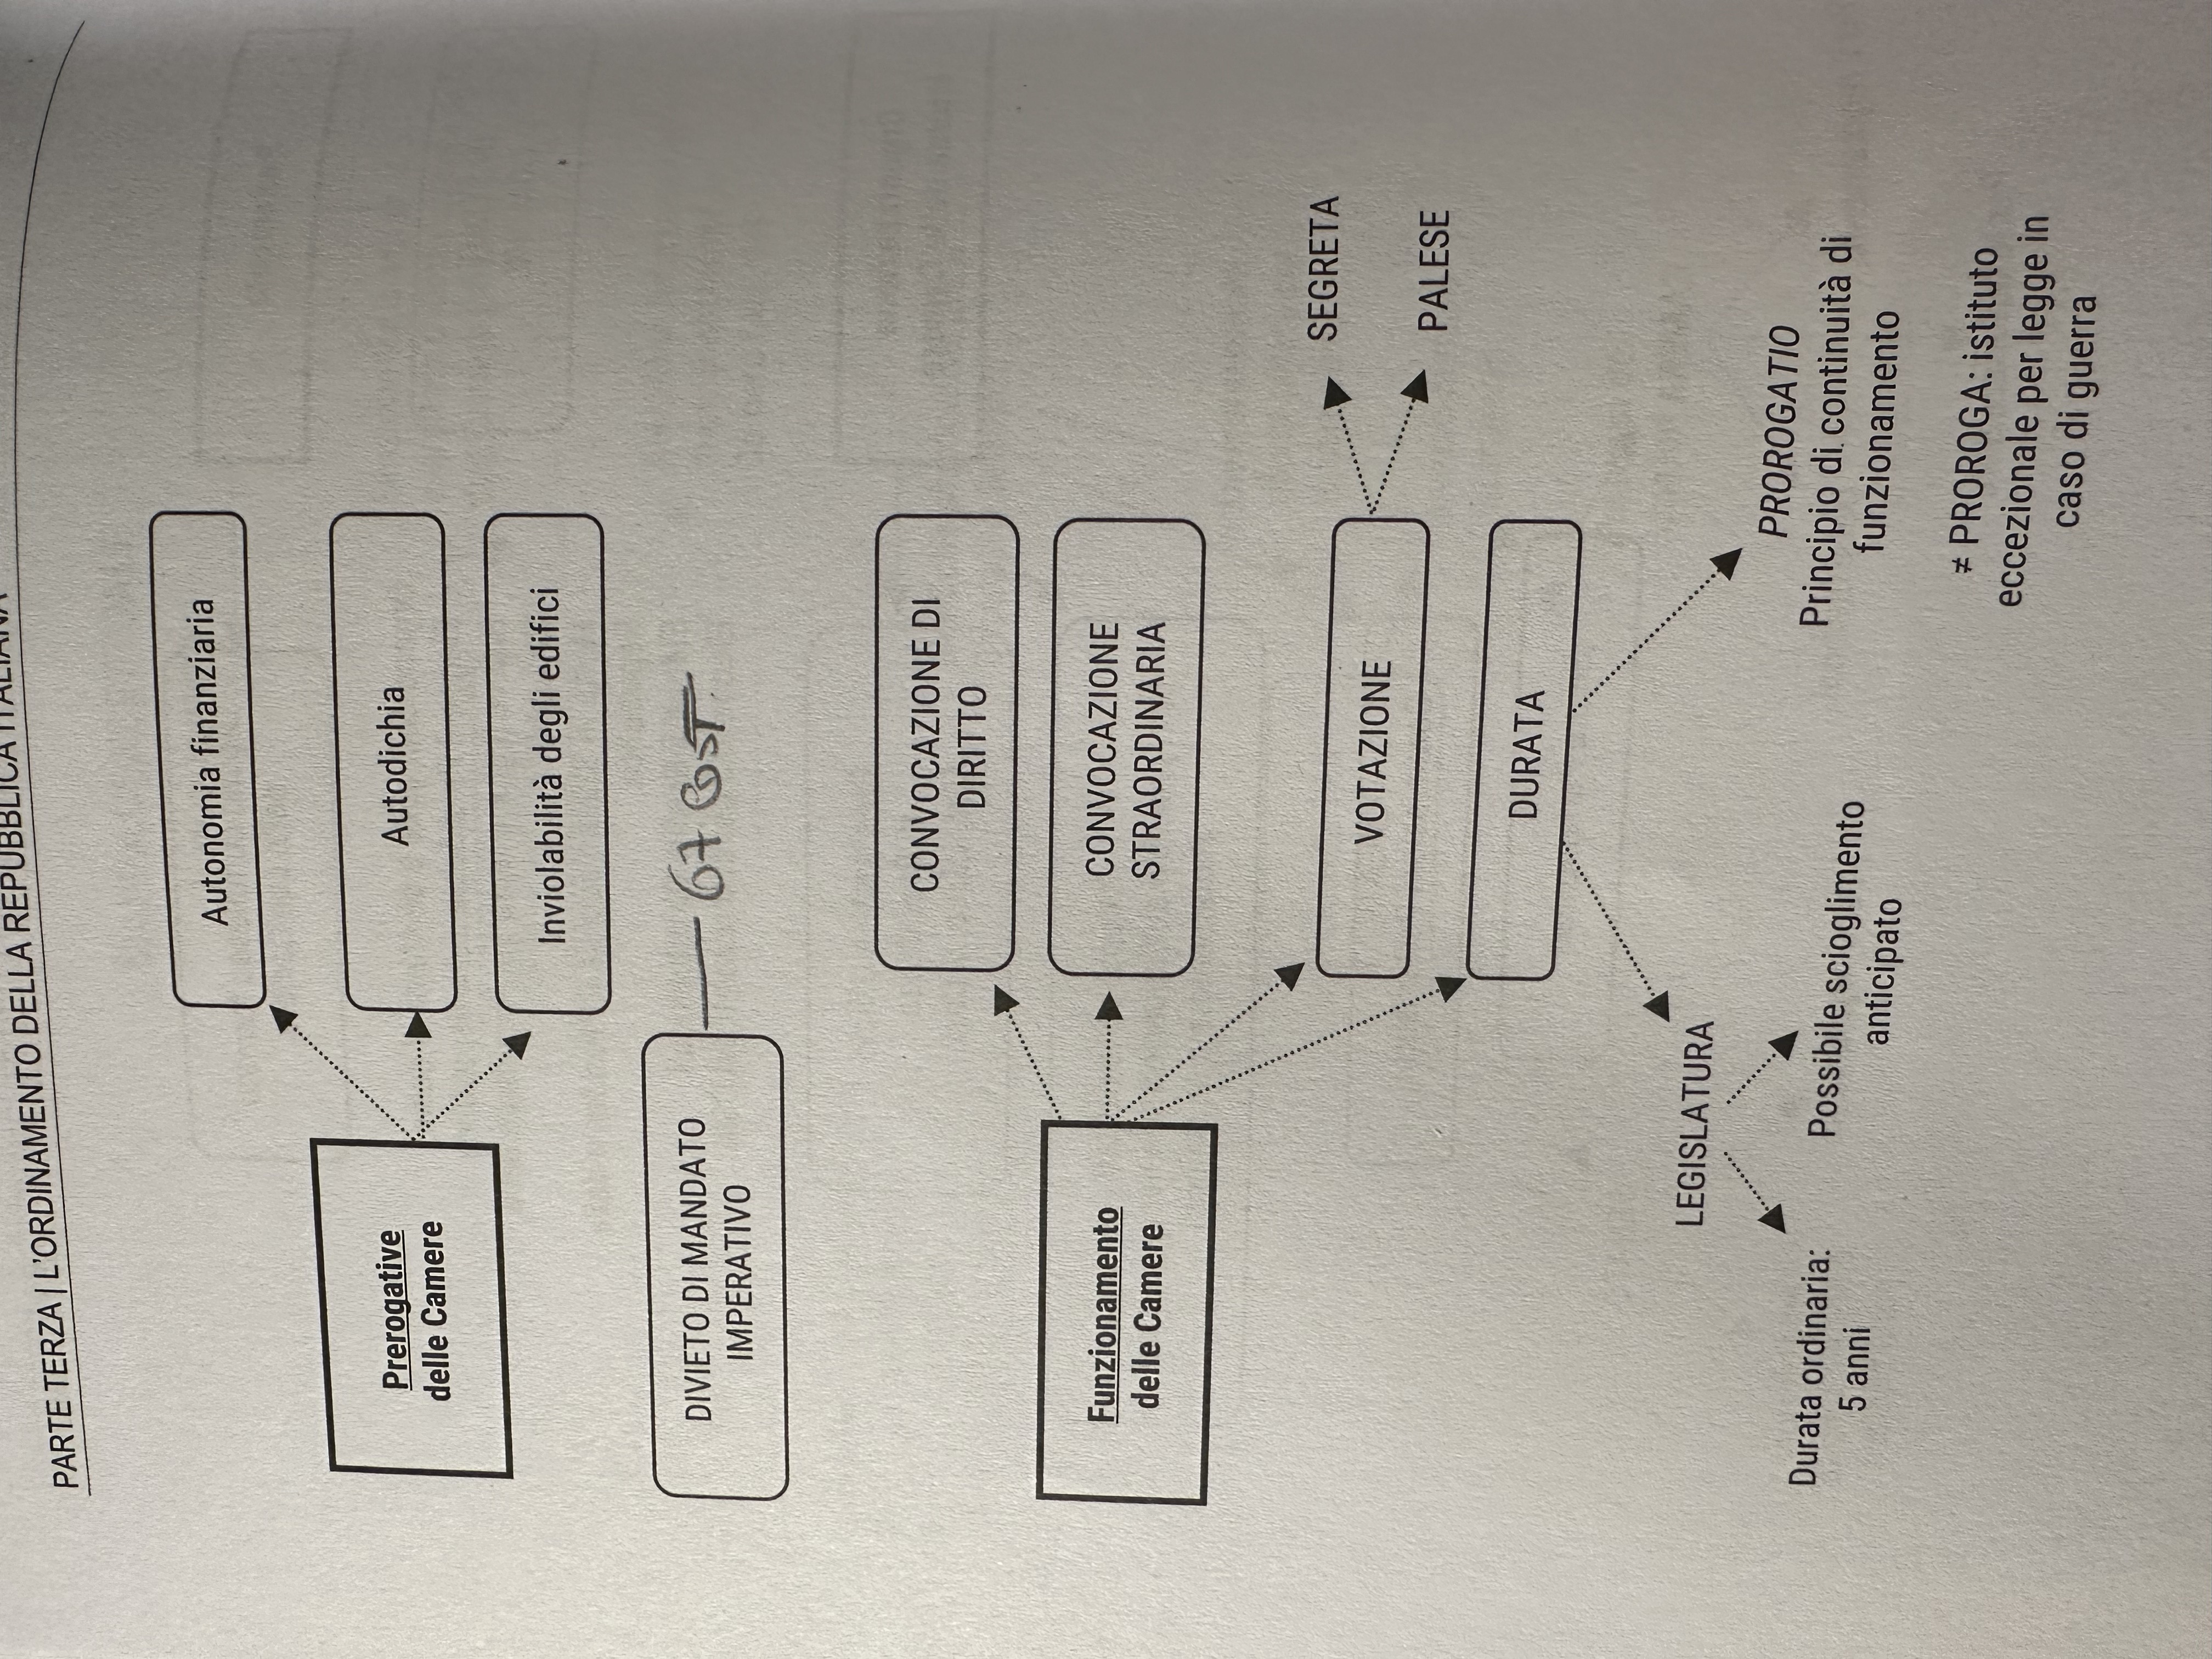 PARTE TERZA | L'ORDINAMENTO DELLA REPUBBLICA ITALIANA
Autonomia finanziaria
Prerogative
delle Camere
Autodichia
Inviolabilità degli edifici
DIVIETO DI MANDATO
IMPERATIVO
67 COST.
CONVOCAZIONE DI
DIRITTO
Funzionamento
delle Camere
CONVOCAZIONE
STRAORDINARIA
VOTAZIONE
SEGRETA
PALESE
DURATA
LEGISLATURA
Durata ordinaria:
5 anni
Possibile scioglimento
anticipato
PROROGATIO
Principio di continuità di
funzionamento
≠ PROROGA: istituto
eccezionale per legge in
caso di guerra